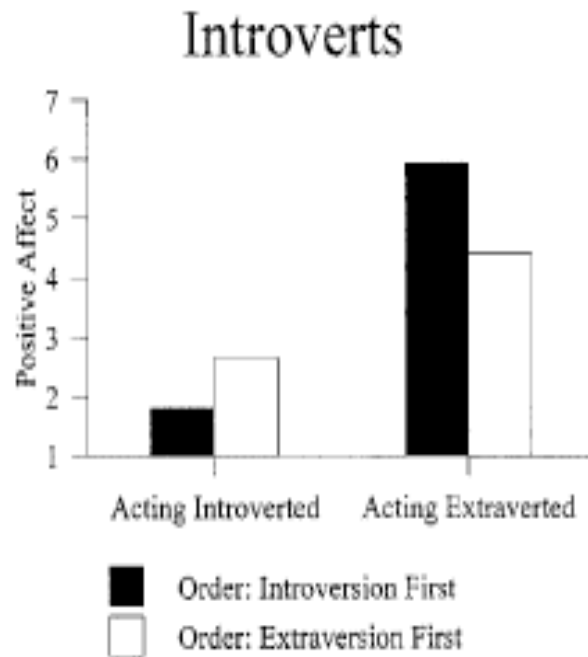 Introverts
7
6
5
4
3
2
1
Positive Affect
Acting Introverted Acting Extraverted
Order: Introversion First
Order: Extraversion First